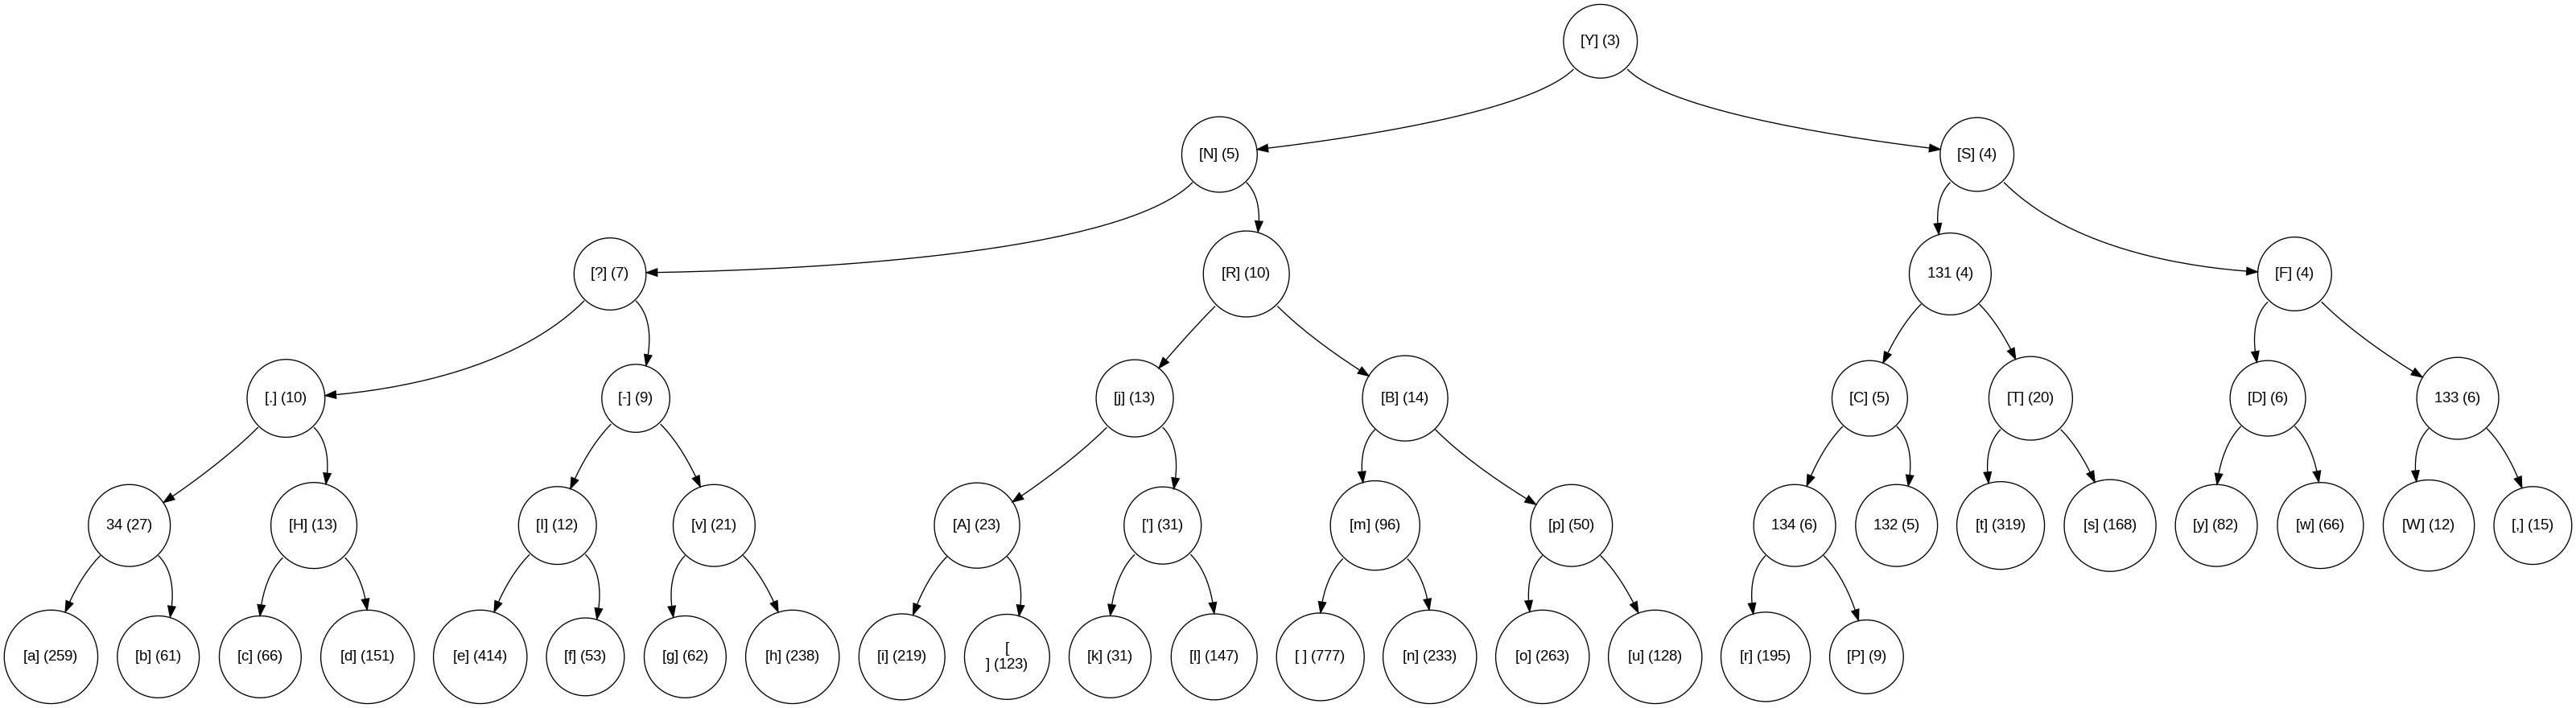 [Y] (3)
[N] (5)
[S] (4)
[?] (7)
[R] (10)
131 (4)
[F] (4)
[.] (10)
[-] (9)
[j] (13)
[B] (14)
[C] (5)
[T] (20)
[D] (6)
133 (6)
34 (27)
[H] (13)
[I] (12)
[v] (21)
[A] (23)
['] (31)
[m] (96)
[p] (50)
134 (6)
132 (5)
[t] (319)
[s] (168)
[y] (82)
[w] (66)
[W] (12)
[,] (15)
[a] (259)
[b] (61)
[c] (66)
[d] (151)
[e] (414)
[f] (53)
[g] (62)
[h] (238)
[i] (219)
[
] (123)
[k] (31)
[l] (147)
[ ] (777)
[n] (233)
[o] (263)
[u] (128)
[r] (195)
[P] (9)